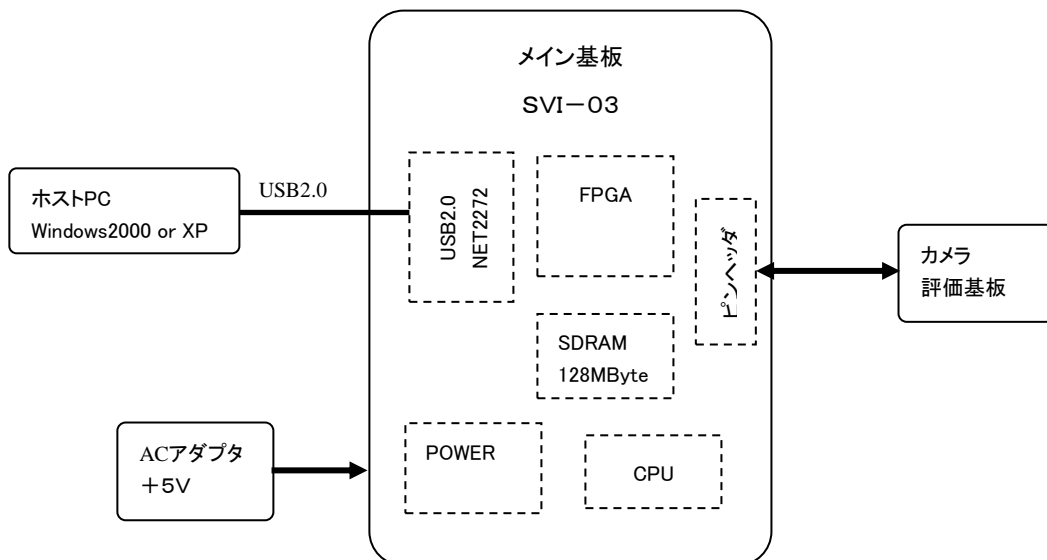 メイン基板
SVI－03
ホストPC
Windows2000 or XP
USB2.0
USB2.0
NET2272
FPGA
ピンヘッダ
カメラ
評価基板
SDRAM
128MByte
ACアダプタ
＋5V
POWER
CPU